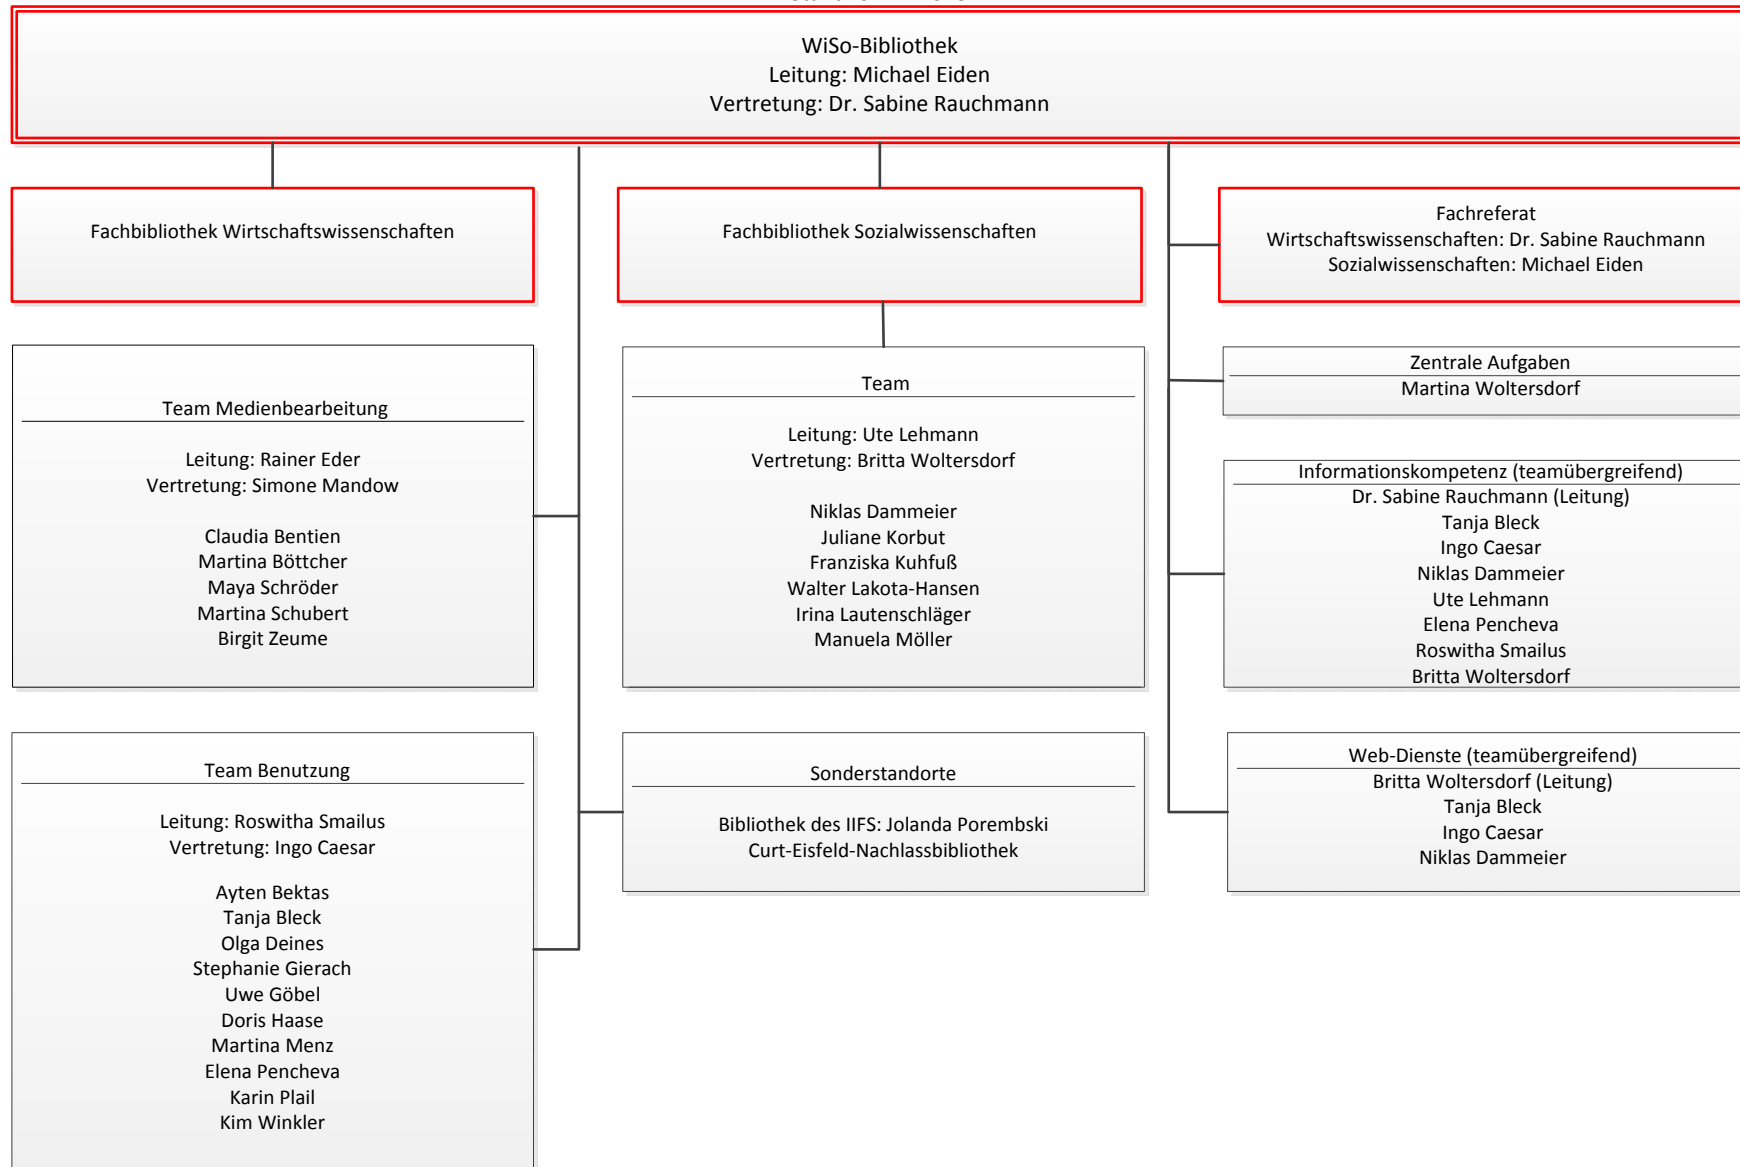 WiSo-Bibliothek
Leitung: Michael Eiden
Vertretung: Dr. Sabine Rauchmann
Fachbibliothek Wirtschaftswissenschaften
Fachbibliothek Sozialwissenschaften
Fachreferat
Wirtschaftswissenschaften: Dr. Sabine Rauchmann
Sozialwissenschaften: Michael Eiden
Team Medienbearbeitung
Leitung: Rainer Eder
Vertretung: Simone Mandow
Claudia Bentien
Martina Böttcher
Maya Schröder
Martina Schubert
Birgit Zeume
Team
Leitung: Ute Lehmann
Vertretung: Britta Woltersdorf
Niklas Dammeier
Juliane Korbut
Franziska Kuhfuß
Walter Lakota-Hansen
Irina Lautenschläger
Manuela Möller
Zentrale Aufgaben
Martina Woltersdorf
Informationskompetenz (teamübergreifend)
Dr. Sabine Rauchmann (Leitung)
Tanja Bleck
Ingo Caesar
Niklas Dammeier
Ute Lehmann
Elena Pencheva
Roswitha Smailus
Britta Woltersdorf
Team Benutzung
Leitung: Roswitha Smailus
Vertretung: Ingo Caesar
Ayten Bektas
Tanja Bleck
Olga Deines
Stephanie Gierach
Uwe Göbel
Doris Haase
Martina Menz
Elena Pencheva
Karin Plail
Kim Winkler
Sonderstandorte
Bibliothek des IIFS: Jolanda Porembski
Curt-Eisfeld-Nachlassbibliothek
Web-Dienste (teamübergreifend)
Britta Woltersdorf (Leitung)
Tanja Bleck
Ingo Caesar
Niklas Dammeier